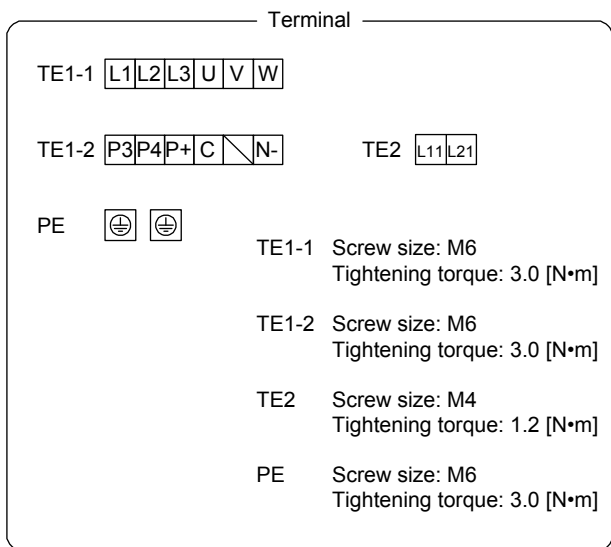 Terminal
TE1-1 L1 L2 L3 U V W
TE1-2 P3 P4 P+ C N- TE2 L11 L21
PE
TE1-1 Screw size: M6
Tightening torque: 3.0 [N•m]
TE1-2 Screw size: M6
Tightening torque: 3.0 [N•m]
TE2 Screw size: M4
Tightening torque: 1.2 [N•m]
PE Screw size: M6
Tightening torque: 3.0 [N•m]